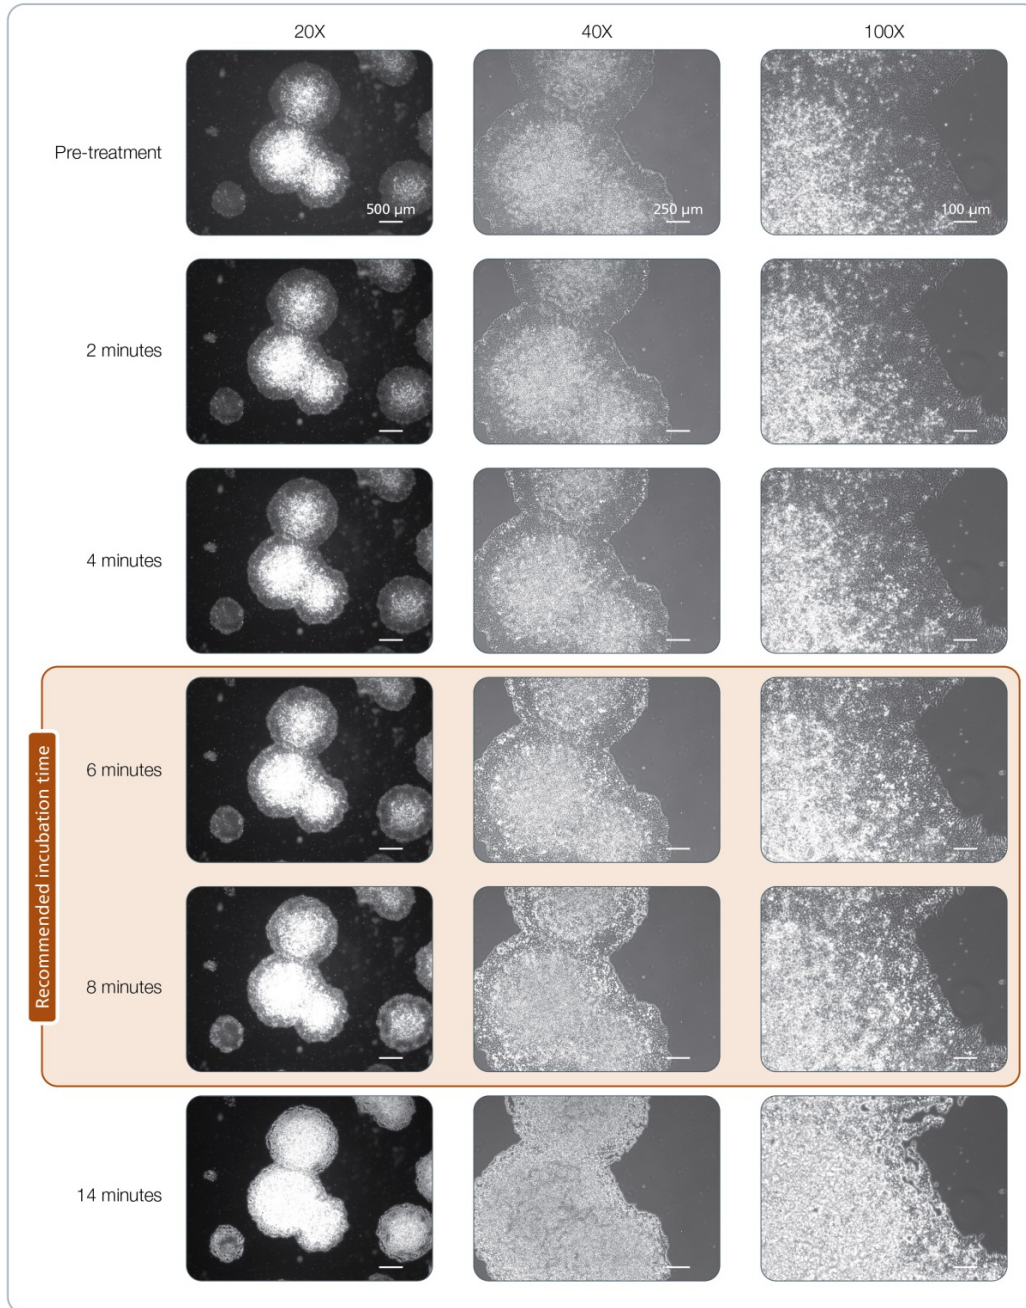 20X
40X
100X
Pre-treatment
500 µm
250 µm
100 µm
2 minutes
4 minutes
Recommended incubation time
6 minutes
8 minutes
14 minutes